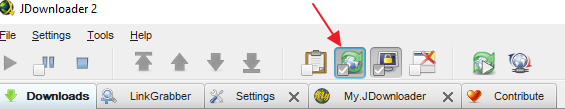 JDownloader 2
File Settings Tools Help
Downloads LinkGrabber Settings My.JDownloader Contribute